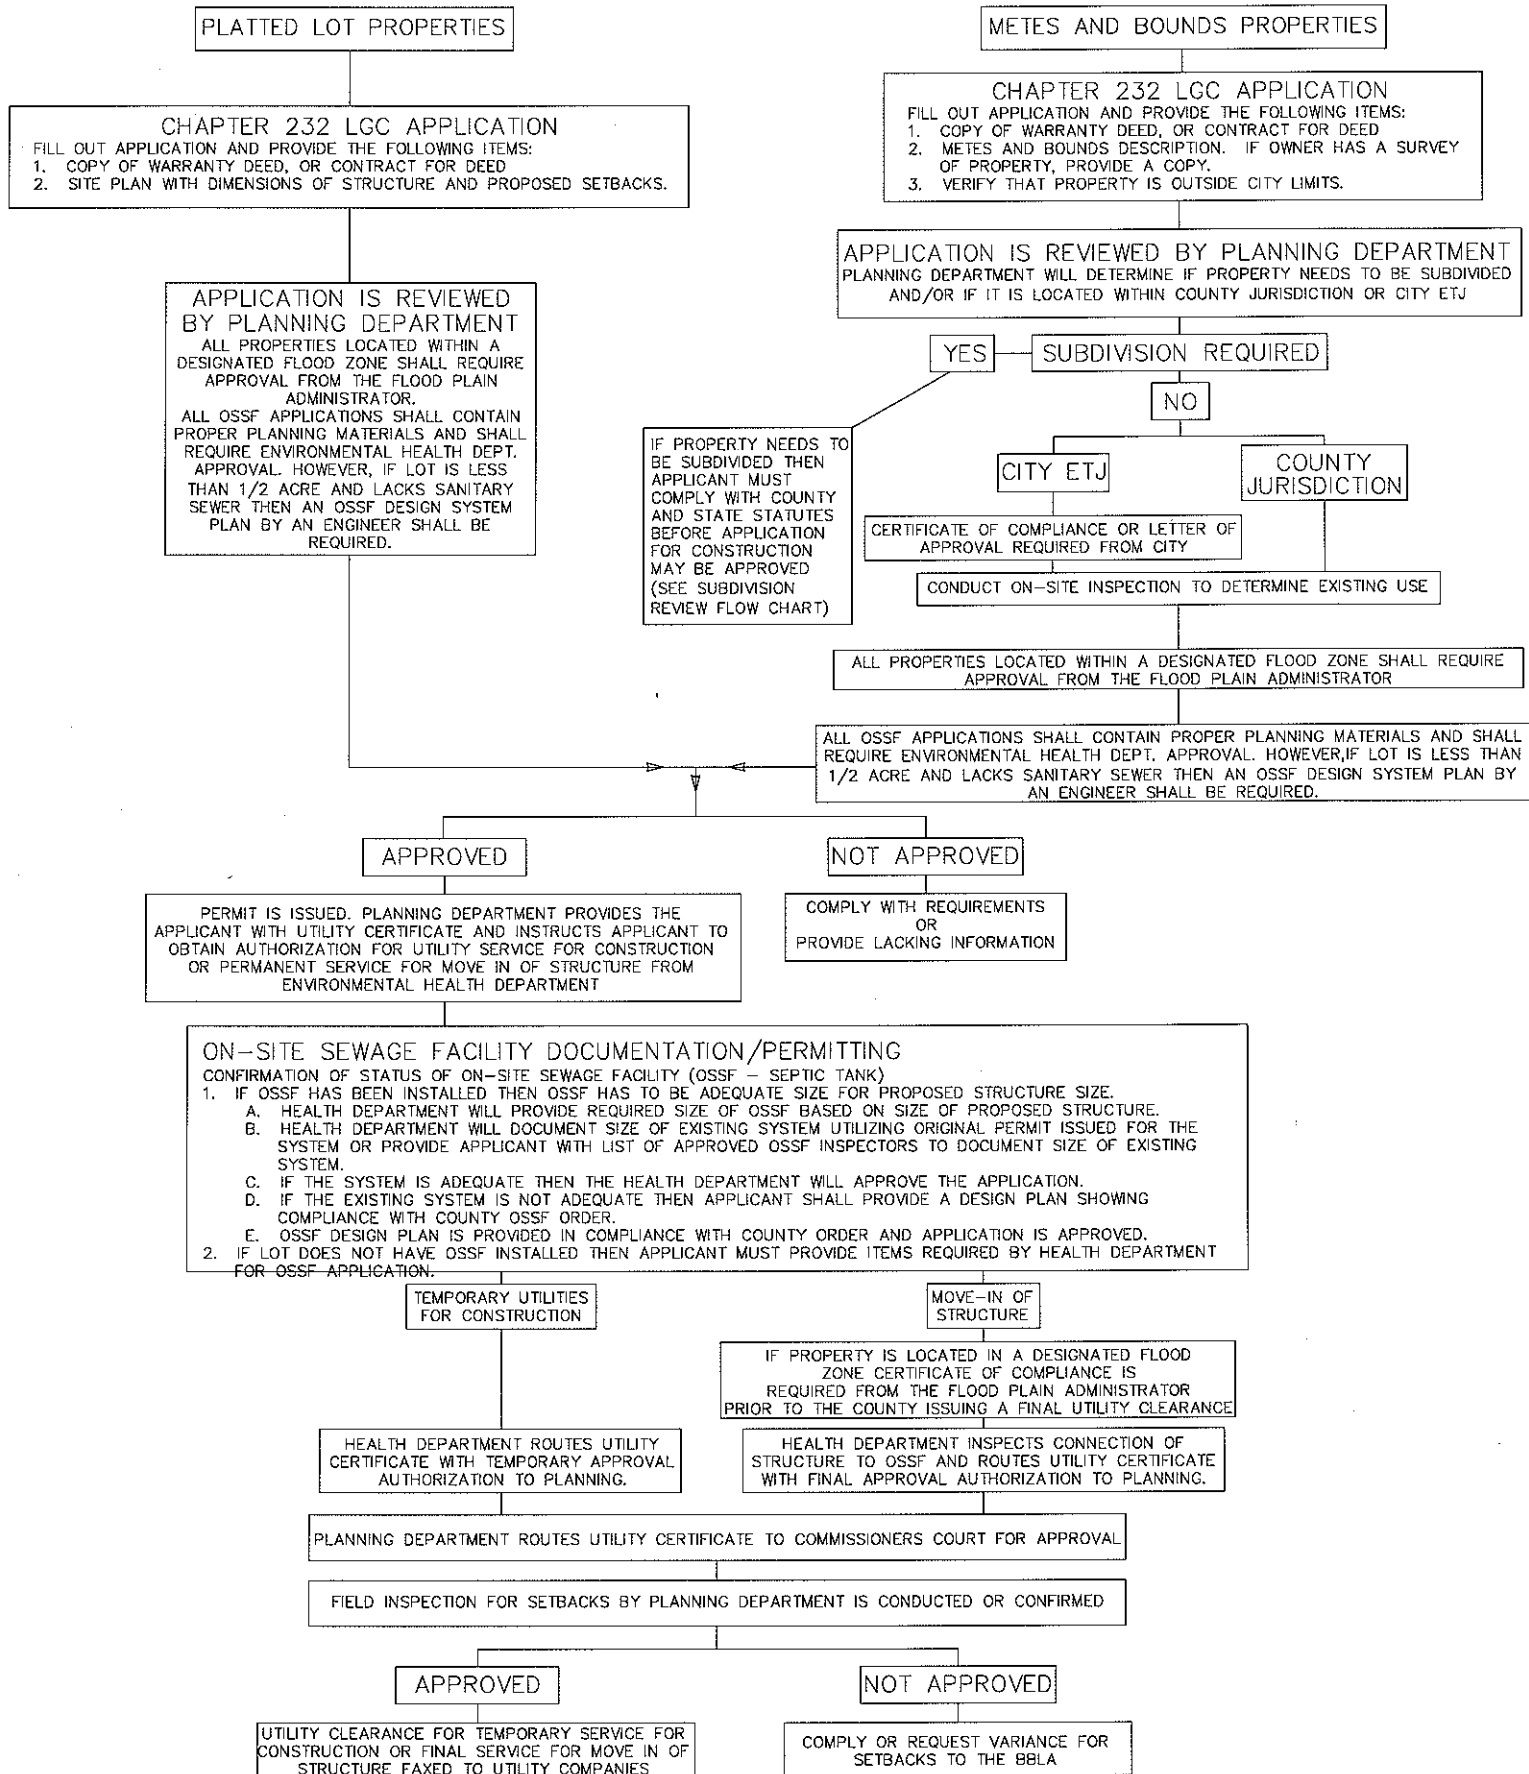 PLATTED LOT PROPERTIES
CHAPTER 232 LGC APPLICATION
FILL OUT APPLICATION AND PROVIDE THE FOLLOWING ITEMS:
1. COPY OF WARRANTY DEED, OR CONTRACT FOR DEED
2. SITE PLAN WITH DIMENSIONS OF STRUCTURE AND PROPOSED SETBACKS.
APPLICATION IS REVIEWED
BY PLANNING DEPARTMENT
ALL PROPERTIES LOCATED WITHIN A
DESIGNATED FLOOD ZONE SHALL REQUIRE
APPROVAL FROM THE FLOOD PLAIN
ADMINISTRATOR.
ALL OSSF APPLICATIONS SHALL CONTAIN
PROPER PLANNING MATERIALS AND SHALL
REQUIRE ENVIRONMENTAL HEALTH DEPT.
APPROVAL. HOWEVER, IF LOT IS LESS
THAN 1/2 ACRE AND LACKS SANITARY
SEWER THEN AN OSSF DESIGN SYSTEM
PLAN BY AN ENGINEER SHALL BE
REQUIRED.
METES AND BOUNDS PROPERTIES
CHAPTER 232 LGC APPLICATION
FILL OUT APPLICATION AND PROVIDE THE FOLLOWING ITEMS:
1. COPY OF WARRANTY DEED, OR CONTRACT FOR DEED
2. METES AND BOUNDS DESCRIPTION. IF OWNER HAS A SURVEY
OF PROPERTY, PROVIDE A COPY.
3. VERIFY THAT PROPERTY IS OUTSIDE CITY LIMITS.
APPLICATION IS REVIEWED BY PLANNING DEPARTMENT
PLANNING DEPARTMENT WILL DETERMINE IF PROPERTY NEEDS TO BE SUBDIVIDED
AND/OR IF IT IS LOCATED WITHIN COUNTY JURISDICTION OR CITY ETJ
YES
SUBDIVISION REQUIRED
NO
IF PROPERTY NEEDS TO
BE SUBDIVIDED THEN
APPLICANT MUST
COMPLY WITH COUNTY
AND STATE STATUTES
BEFORE APPLICATION
FOR CONSTRUCTION
MAY BE APPROVED
(SEE SUBDIVISION
REVIEW FLOW CHART)
CITY ETJ
COUNTY
JURISDICTION
CERTIFICATE OF COMPLIANCE OR LETTER OF
APPROVAL REQUIRED FROM CITY
CONDUCT ON-SITE INSPECTION TO DETERMINE EXISTING USE
ALL PROPERTIES LOCATED WITHIN A DESIGNATED FLOOD ZONE SHALL REQUIRE
APPROVAL FROM THE FLOOD PLAIN ADMINISTRATOR
ALL OSSF APPLICATIONS SHALL CONTAIN PROPER PLANNING MATERIALS AND SHALL
REQUIRE ENVIRONMENTAL HEALTH DEPT. APPROVAL. HOWEVER,IF LOT IS LESS THAN
1/2 ACRE AND LACKS SANITARY SEWER THEN AN OSSF DESIGN SYSTEM PLAN BY
AN ENGINEER SHALL BE REQUIRED.
APPROVED
NOT APPROVED
PERMIT IS ISSUED. PLANNING DEPARTMENT PROVIDES THE
APPLICANT WITH UTILITY CERTIFICATE AND INSTRUCTS APPLICANT TO
OBTAIN AUTHORIZATION FOR UTILITY SERVICE FOR CONSTRUCTION
OR PERMANENT SERVICE FOR MOVE IN OF STRUCTURE FROM
ENVIRONMENTAL HEALTH DEPARTMENT
COMPLY WITH REQUIREMENTS
OR
PROVIDE LACKING INFORMATION
ON-SITE SEWAGE FACILITY DOCUMENTATION/PERMITTING
CONFIRMATION OF STATUS OF ON-SITE SEWAGE FACILITY (OSSF - SEPTIC TANK)
1. IF OSSF HAS BEEN INSTALLED THEN OSSF HAS TO BE ADEQUATE SIZE FOR PROPOSED STRUCTURE SIZE.
A. HEALTH DEPARTMENT WILL PROVIDE REQUIRED SIZE OF OSSF BASED ON SIZE OF PROPOSED STRUCTURE.
B. HEALTH DEPARTMENT WILL DOCUMENT SIZE OF EXISTING SYSTEM UTILIZING ORIGINAL PERMIT ISSUED FOR THE
SYSTEM OR PROVIDE APPLICANT WITH LIST OF APPROVED OSSF INSPECTORS TO DOCUMENT SIZE OF EXISTING
SYSTEM.
C. IF THE SYSTEM IS ADEQUATE THEN THE HEALTH DEPARTMENT WILL APPROVE THE APPLICATION.
D. IF THE EXISTING SYSTEM IS NOT ADEQUATE THEN APPLICANT SHALL PROVIDE A DESIGN PLAN SHOWING
COMPLIANCE WITH COUNTY OSSF ORDER.
E. OSSF DESIGN PLAN IS PROVIDED IN COMPLIANCE WITH COUNTY ORDER AND APPLICATION IS APPROVED.
2. IF LOT DOES NOT HAVE OSSF INSTALLED THEN APPLICANT MUST PROVIDE ITEMS REQUIRED BY HEALTH DEPARTMENT
FOR OSSF APPLICATION.
TEMPORARY UTILITIES
FOR CONSTRUCTION
MOVE-IN OF
STRUCTURE
IF PROPERTY IS LOCATED IN A DESIGNATED FLOOD
ZONE CERTIFICATE OF COMPLIANCE IS
REQUIRED FROM THE FLOOD PLAIN ADMINISTRATOR
PRIOR TO THE COUNTY ISSUING A FINAL UTILITY CLEARANCE
HEALTH DEPARTMENT ROUTES UTILITY
CERTIFICATE WITH TEMPORARY APPROVAL
AUTHORIZATION TO PLANNING.
HEALTH DEPARTMENT INSPECTS CONNECTION OF
STRUCTURE TO OSSF AND ROUTES UTILITY CERTIFICATE
WITH FINAL APPROVAL AUTHORIZATION TO PLANNING.
PLANNING DEPARTMENT ROUTES UTILITY CERTIFICATE TO COMMISSIONERS COURT FOR APPROVAL
FIELD INSPECTION FOR SETBACKS BY PLANNING DEPARTMENT IS CONDUCTED OR CONFIRMED
APPROVED
NOT APPROVED
UTILITY CLEARANCE FOR TEMPORARY SERVICE FOR
CONSTRUCTION OR FINAL SERVICE FOR MOVE IN OF
STRUCTURE FAXED TO UTILITY COMPANIES
COMPLY OR REQUEST VARIANCE FOR
SETBACKS TO THE BBLA